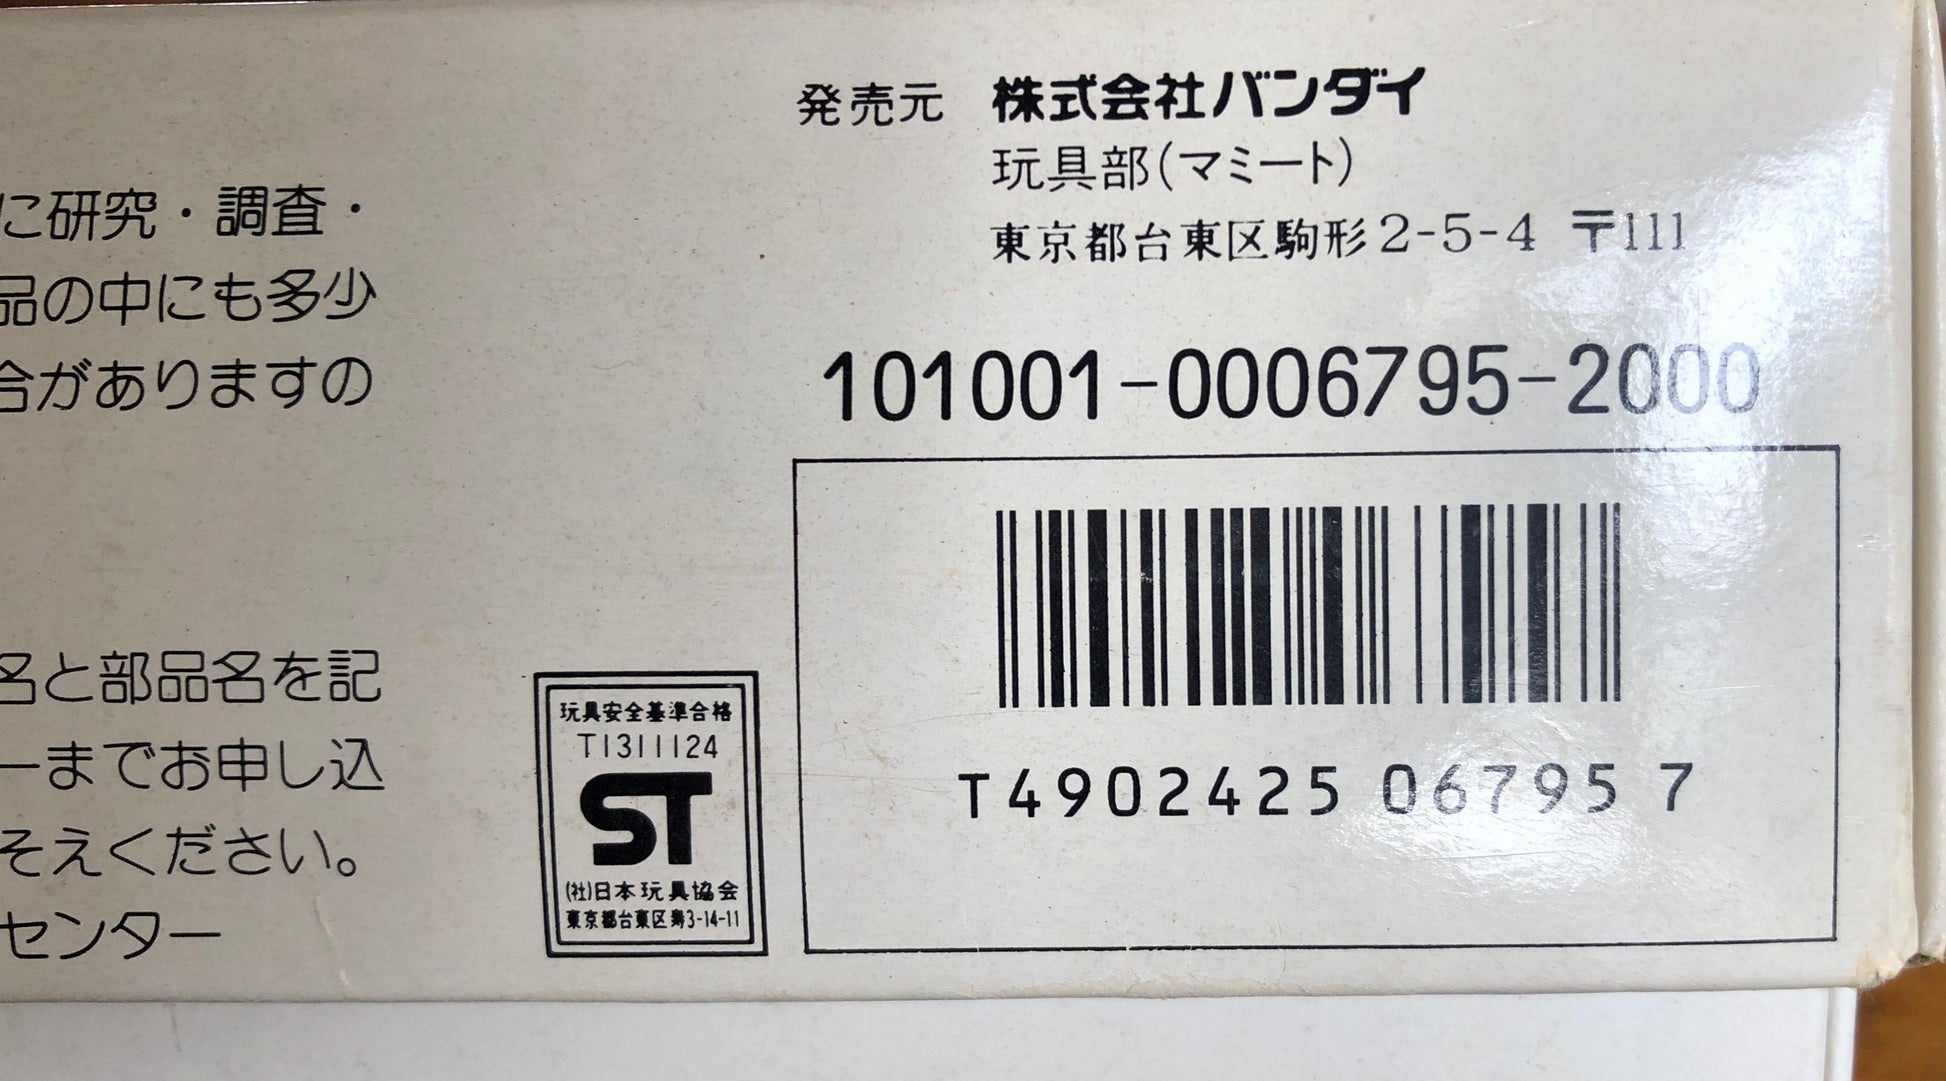 発売元 株式会社バンダイ
玩具部(マミート)
東京都台東区駒形2-5-4 〒111
101001-0006795-2000
T4902425 06795 7
に研究・調査・
品の中にも多少
合がありますの
名と部品名を記
ーまでお申し込
そえください。
センター
玩具安全基準合格
T1311124
ST
(社)日本玩具協会
東京都台東区寿3-14-11